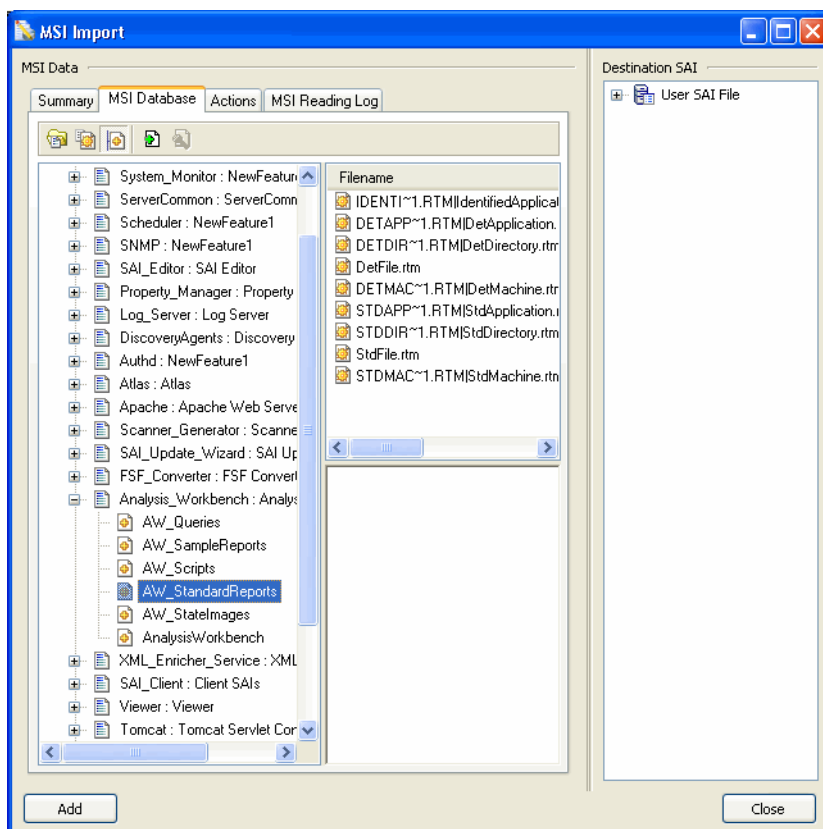 MSI Import
MSI Data
Summary
MSI Database
Actions
MSI Reading Log
System_Monitor : NewFeature
ServerCommon : ServerComm
Scheduler : NewFeature1
SNMP : NewFeature1
SAI_Editor : SAI Editor
Property_Manager : Property
Log_Server : Log Server
DiscoveryAgents : Discovery
Authd : NewFeature1
Atlas : Atlas
Apache : Apache Web Serve
Scanner_Generator : Scanne
SAI_Update_Wizard : SAI Up
FSF_Converter : FSF Convert
Analysis_Workbench : Analys
AW_Queries
AW_SampleReports
AW_Scripts
AW_StandardReports
AW_StateImages
AnalysisWorkbench
XML_Enricher_Service : XML
SAI_Client : Client SAIs
Viewer : Viewer
Tomcat : Tomcat Servlet Con
Filename
IDENTI~1.RTM|IdentifiedApplicat
DETAPP~1.RTM|DetApplication.
DETDIR~1.RTM|DetDirectory.rtm
DetFile.rtm
DETMAC~1.RTM|DetMachine.rtm
STDAPP~1.RTM|StdApplication.r
STDDIR~1.RTM|StdDirectory.rtm
StdFile.rtm
STDMAC~1.RTM|StdMachine.rtm
Destination SAI
User SAI File
Add
Close